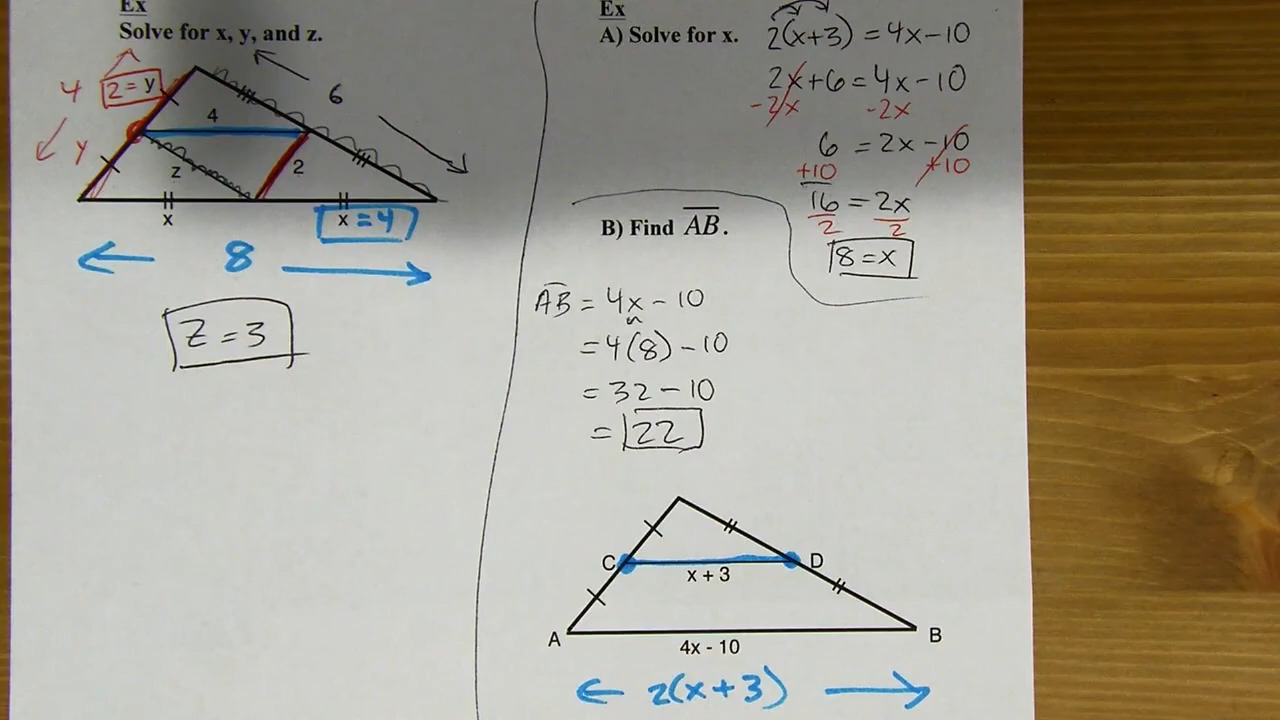 Ex
Solve for x, y, and z.
4
2 = y
6
4
y
z
2
x
x = 4
8
Z = 3
Ex
A) Solve for x.
2(x+3) = 4x-10
2x+6 = 4x-10
-2x -2x
6 = 2x-10
+10 +10
16 = 2x
2 2
8 = x
B) Find AB.
AB = 4x-10
= 4(8)-10
= 32-10
= 22
C
D
x + 3
A
B
4x - 10
2(x+3)